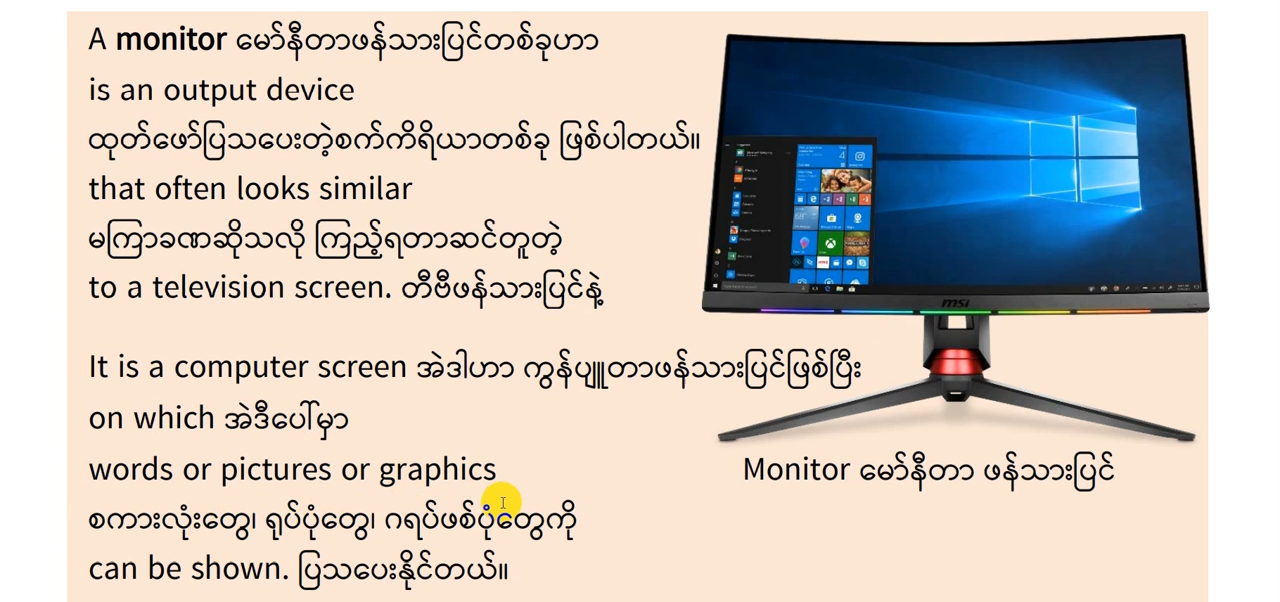 A monitor မော်နီတာဖန်သားပြင်တစ်ခုဟာ
is an output device
ထုတ်ဖော်ပြသပေးတဲ့စက်ကိရိယာတစ်ခု ဖြစ်ပါတယ်။
that often looks similar
မကြာခဏဆိုသလို ကြည့်ရတာဆင်တူတဲ့
to a television screen. တီဗီဖန်သားပြင်နဲ့
msi
It is a computer screen အဲဒါဟာ ကွန်ပျူတာဖန်သားပြင်ဖြစ်ပြီး
on which အဲဒီပေါ်မှာ
words or pictures or graphics
Monitor မော်နီတာ ဖန်သားပြင်
စကားလုံးတွေ၊ ရုပ်ပုံတွေ၊ ဂရပ်ဖစ်ပုံတွေကို
can be shown. ပြသပေးနိုင်တယ်။